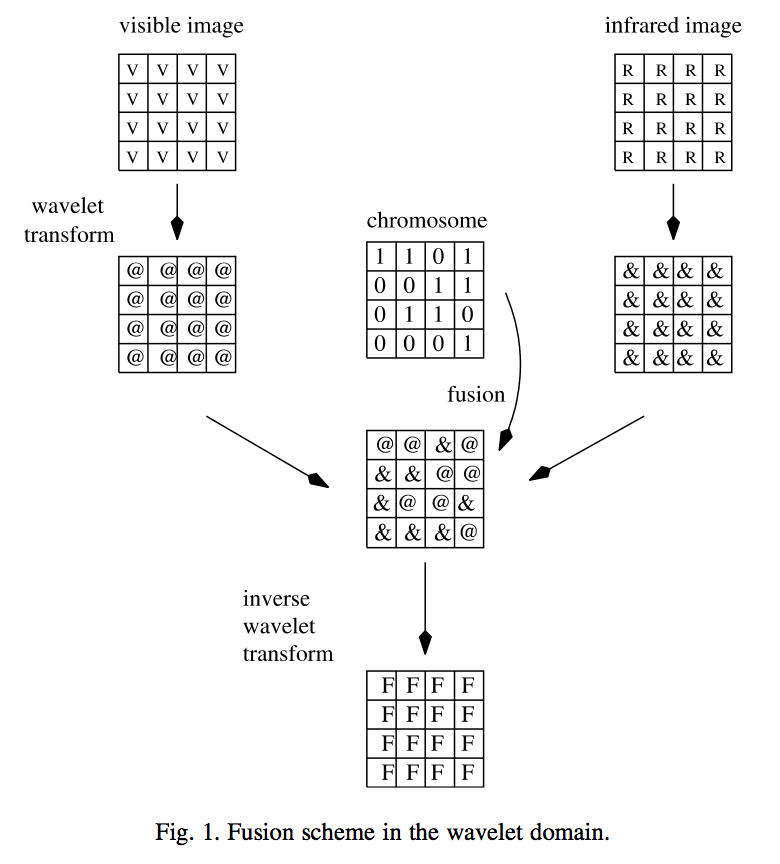 visible image
infrared image
V V V V
V V V V
V V V V
V V V V
R R R R
R R R R
R R R R
R R R R
wavelet
transform
@ @ @ @
@ @ @ @
@ @ @ @
@ @ @ @
chromosome
1 1 0 1
0 0 1 1
0 1 1 0
0 0 0 1
& & & &
& & & &
& & & &
& & & &
fusion
@ @ & @
& & @ @
& @ @ &
& & & @
inverse
wavelet
transform
F F F F
F F F F
F F F F
F F F F
Fig. 1. Fusion scheme in the wavelet domain.